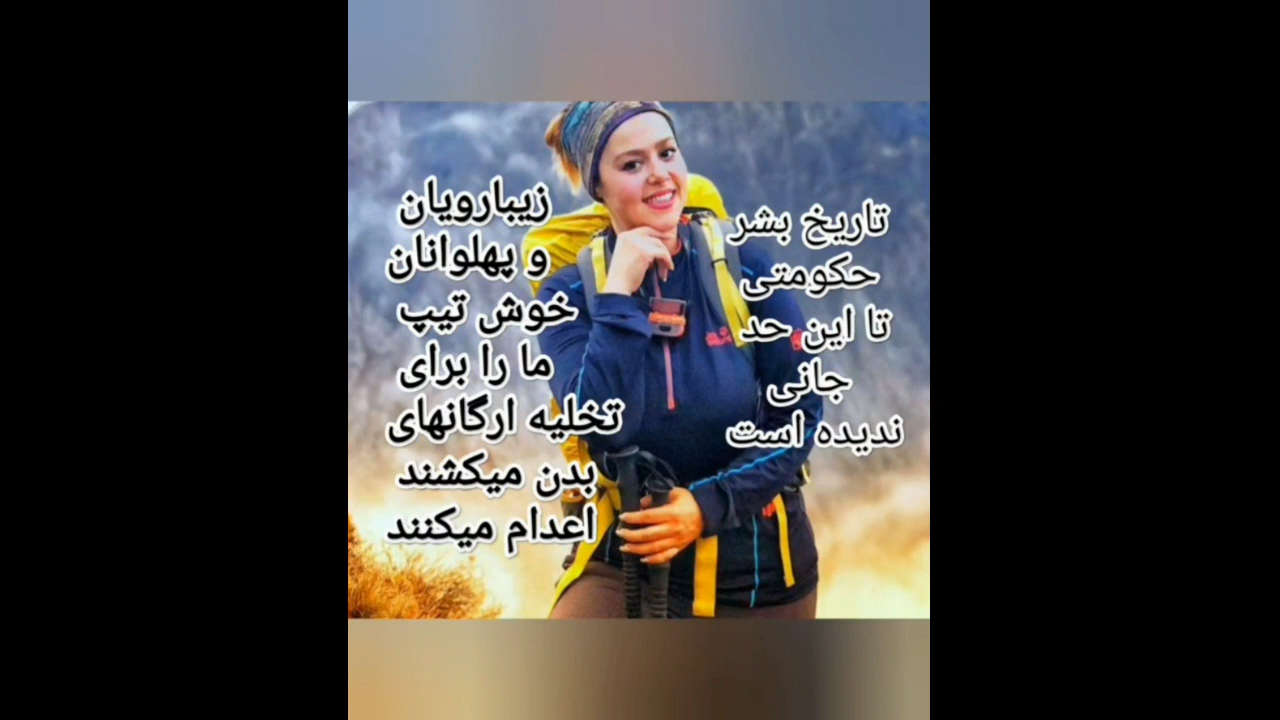 تاریخ بشر
حکومتی
تا این حد
جانی
ندیده است
زیبارویان
و پهلوانان
خوش تیپ
ما را برای
تخلیه ارگانهای
بدن میکشند
اعدام میکنند